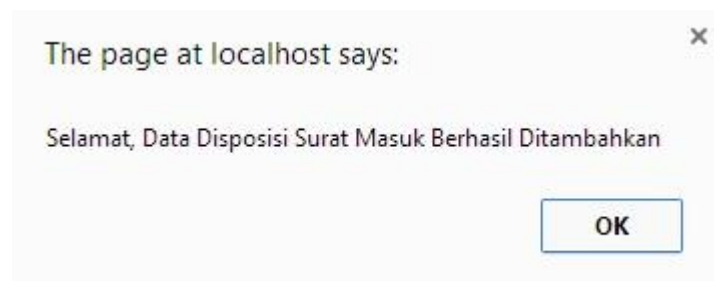 The page at localhost says:
Selamat, Data Disposisi Surat Masuk Berhasil Ditambahkan
OK